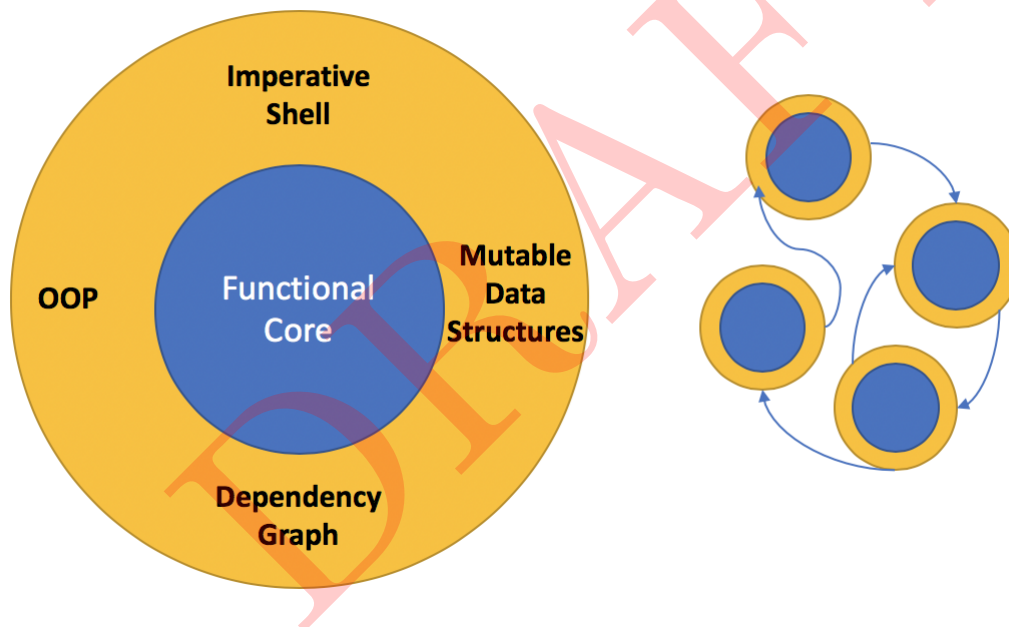 Imperative
Shell
OOP
Functional
Core
Mutable
Data
Structures
Dependency
Graph
DRAFT